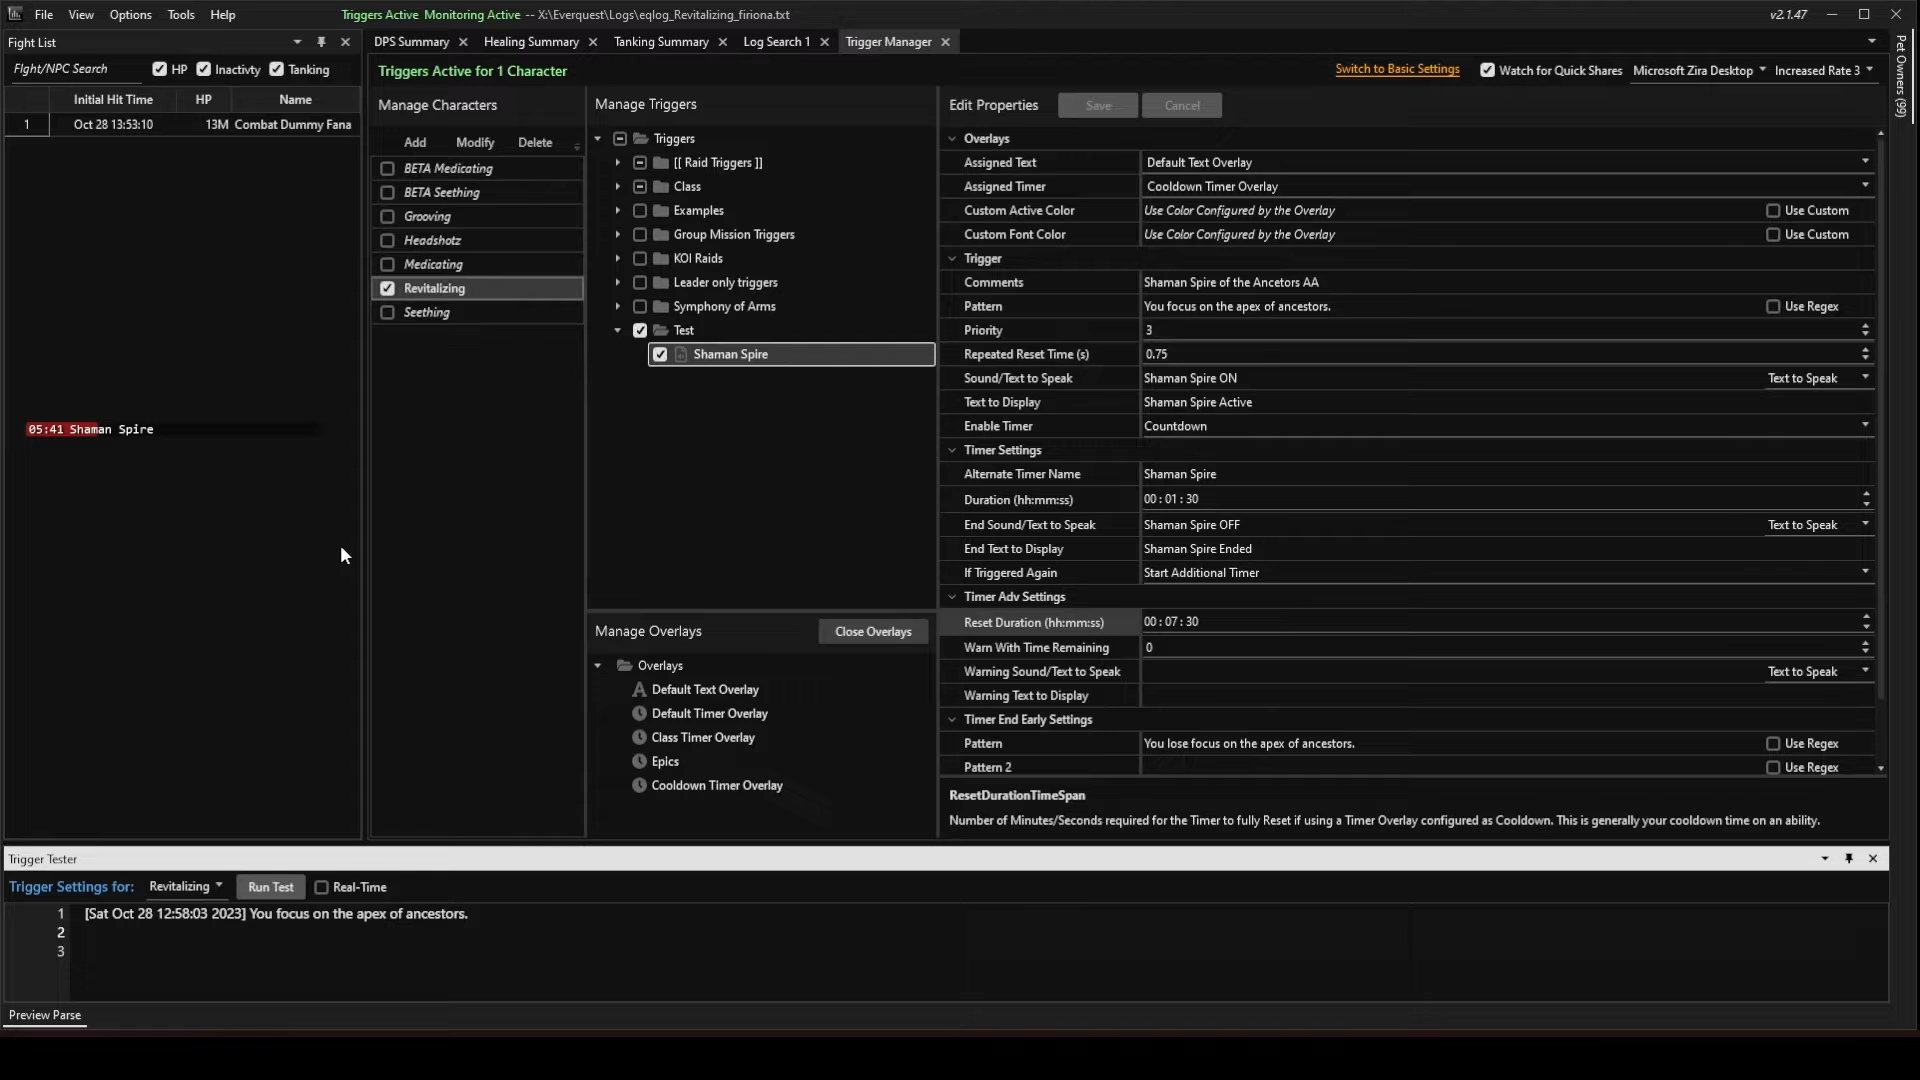 File View Options Tools Help Triggers Active Monitoring Active -- X:\Everquest\Logs\eqlog_Revitalizing_firiona.txt v2.1.47
Fight List
DPS Summary Healing Summary Tanking Summary Log Search 1 Trigger Manager
Pet Owners (99)
Fight/NPC Search HP Inactivty Tanking
Triggers Active for 1 Character Switch to Basic Settings Watch for Quick Shares Microsoft Zira Desktop Increased Rate 3
Initial Hit Time HP Name
1 Oct 28 13:53:10 13M Combat Dummy Fana
05:41 Shaman Spire
Manage Characters
Add Modify Delete
BETA Medicating
BETA Seething
Grooving
Headshotz
Medicating
Revitalizing
Seething
Manage Triggers
Triggers
[[ Raid Triggers ]]
Class
Examples
Group Mission Triggers
KOI Raids
Leader only triggers
Symphony of Arms
Test
Shaman Spire
Manage Overlays Close Overlays
Overlays
Default Text Overlay
Default Timer Overlay
Class Timer Overlay
Epics
Cooldown Timer Overlay
Edit Properties Save Cancel
Overlays
Assigned Text Default Text Overlay
Assigned Timer Cooldown Timer Overlay
Custom Active Color Use Color Configured by the Overlay Use Custom
Custom Font Color Use Color Configured by the Overlay Use Custom
Trigger
Comments Shaman Spire of the Ancetors AA
Pattern You focus on the apex of ancestors. Use Regex
Priority 3
Repeated Reset Time (s) 0.75
Sound/Text to Speak Shaman Spire ON Text to Speak
Text to Display Shaman Spire Active
Enable Timer Countdown
Timer Settings
Alternate Timer Name Shaman Spire
Duration (hh:mm:ss) 00 : 01 : 30
End Sound/Text to Speak Shaman Spire OFF Text to Speak
End Text to Display Shaman Spire Ended
If Triggered Again Start Additional Timer
Timer Adv Settings
Reset Duration (hh:mm:ss) 00 : 07 : 30
Warn With Time Remaining 0
Warning Sound/Text to Speak Text to Speak
Warning Text to Display
Timer End Early Settings
Pattern You lose focus on the apex of ancestors. Use Regex
Pattern 2 Use Regex
ResetDurationTimeSpan
Number of Minutes/Seconds required for the Timer to fully Reset if using a Timer Overlay configured as Cooldown. This is generally your cooldown time on an ability.
Trigger Tester
Trigger Settings for: Revitalizing Run Test Real-Time
1 [Sat Oct 28 12:58:03 2023] You focus on the apex of ancestors.
2
3
Preview Parse